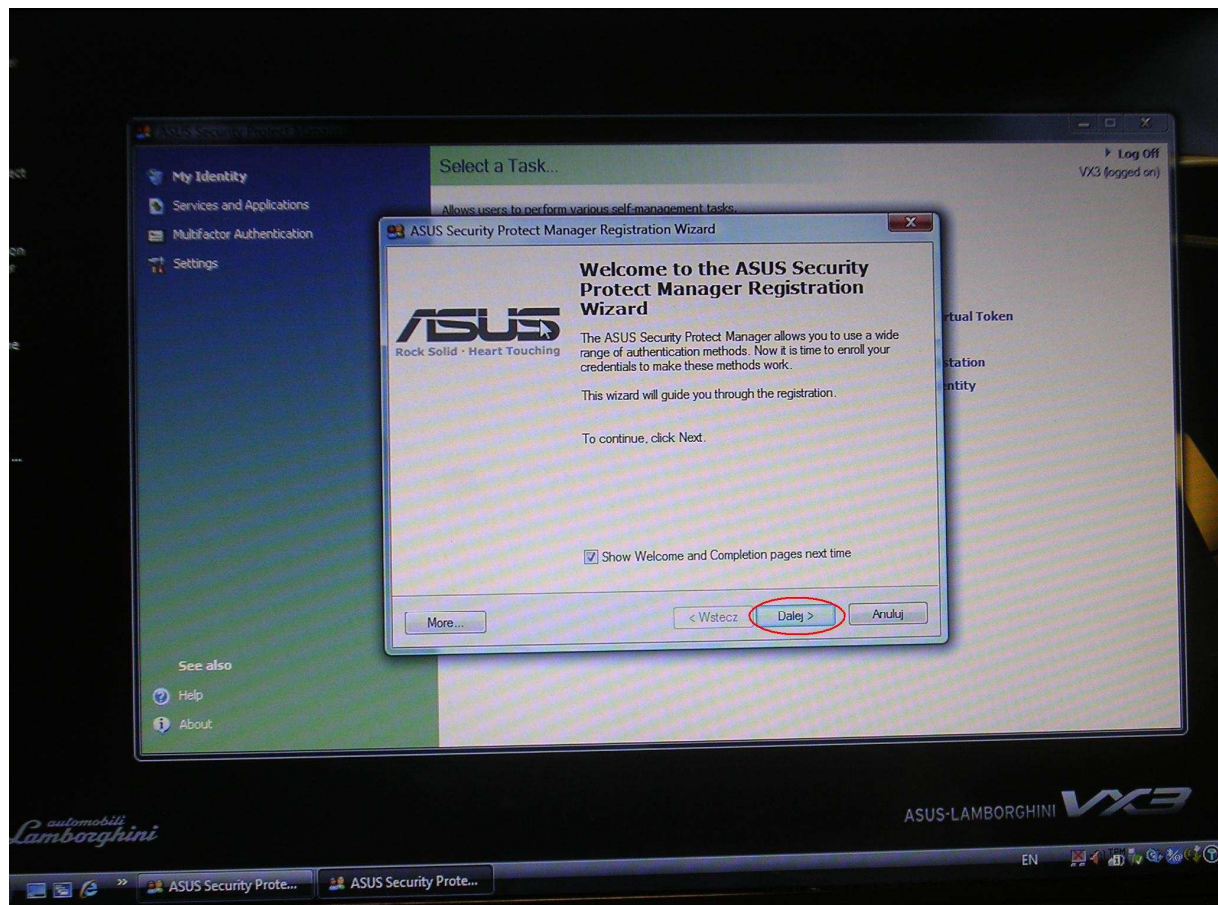 ASUS Security Protect Manager
Log Off
VX3 (logged on)
My Identity
Services and Applications
Multifactor Authentication
Settings
Select a Task...
Allows users to perform various self-management tasks.
ASUS Security Protect Manager Registration Wizard
Welcome to the ASUS Security
Protect Manager Registration
Wizard
ASUS
Rock Solid · Heart Touching
The ASUS Security Protect Manager allows you to use a wide
range of authentication methods. Now it is time to enroll your
credentials to make these methods work.
This wizard will guide you through the registration.
To continue, click Next.
Show Welcome and Completion pages next time
More...
< Wstecz
Dalej >
Anuluj
Token
See also
Help
About
automobili
Lamborghini
ASUS-LAMBORGHINI VX3
EN
» ASUS Security Prote...
ASUS Security Prote...